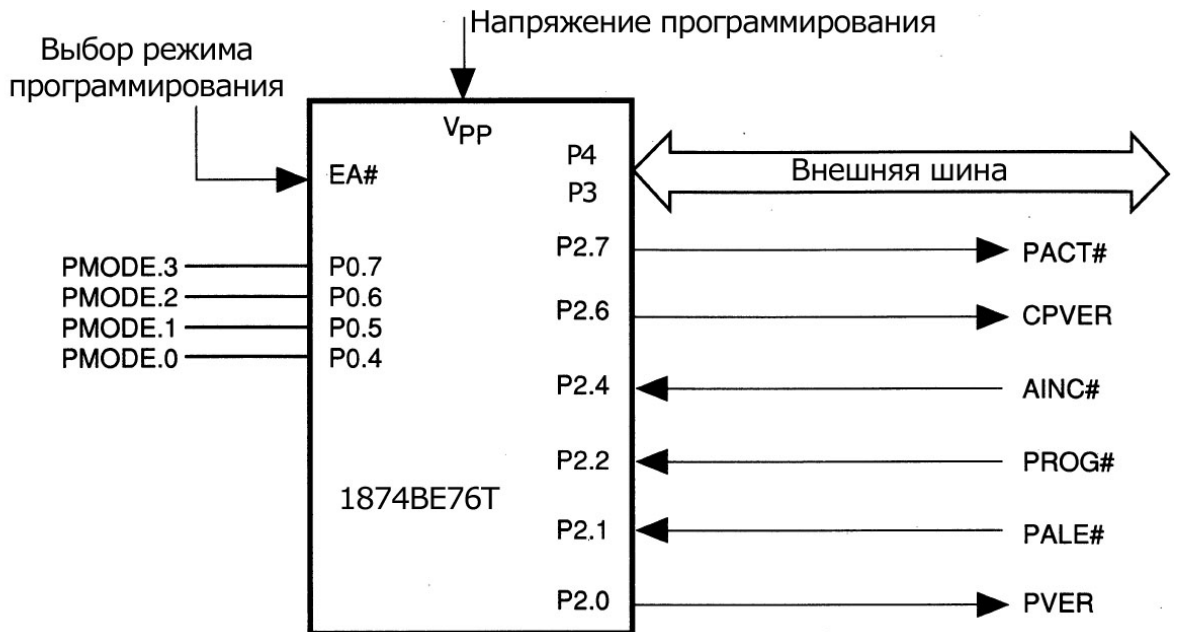 Напряжение программирования
Выбор режима
программирования
VPP
EA#
P4
P3
Внешняя шина
PMODE.3 P0.7
PMODE.2 P0.6
PMODE.1 P0.5
PMODE.0 P0.4
P2.7 PACT#
P2.6 CPVER
P2.4 AINC#
P2.2 PROG#
1874ВЕ76Т
P2.1 PALE#
P2.0 PVER